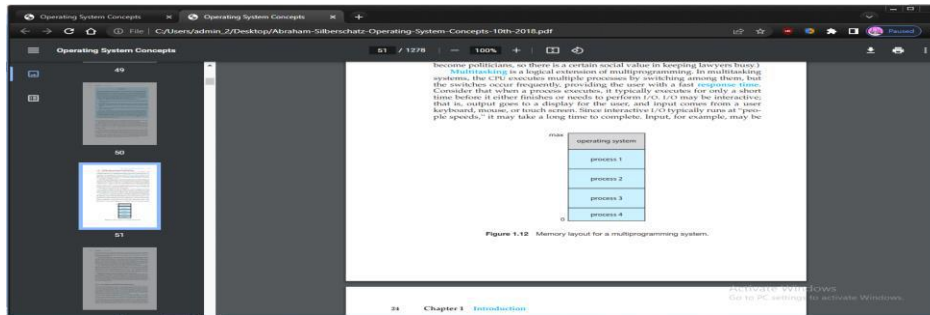 Operating System Concepts
Operating System Concepts
File
C:/Users/admin_2/Desktop/Abraham-Silberschatz-Operating-System-Concepts-10th-2018.pdf
Paused
Operating System Concepts
51 / 1278
100%
49
50
51
become politicians, so there is a certain social value in keeping lawyers busy.)
Multitasking is a logical extension of multiprogramming. In multitasking
systems, the CPU executes multiple processes by switching among them, but
the switches occur frequently, providing the user with a fast response time.
Consider that when a process executes, it typically executes for only a short
time before it either finishes or needs to perform I/O. I/O may be interactive;
that is, output goes to a display for the user, and input comes from a user
keyboard, mouse, or touch screen. Since interactive I/O typically runs at “peo-
ple speeds,” it may take a long time to complete. Input, for example, may be
max
operating system
process 1
process 2
process 3
process 4
0
Figure 1.12 Memory layout for a multiprogramming system.
Activate Windows
Go to PC settings to activate Windows.
24 Chapter 1 Introduction